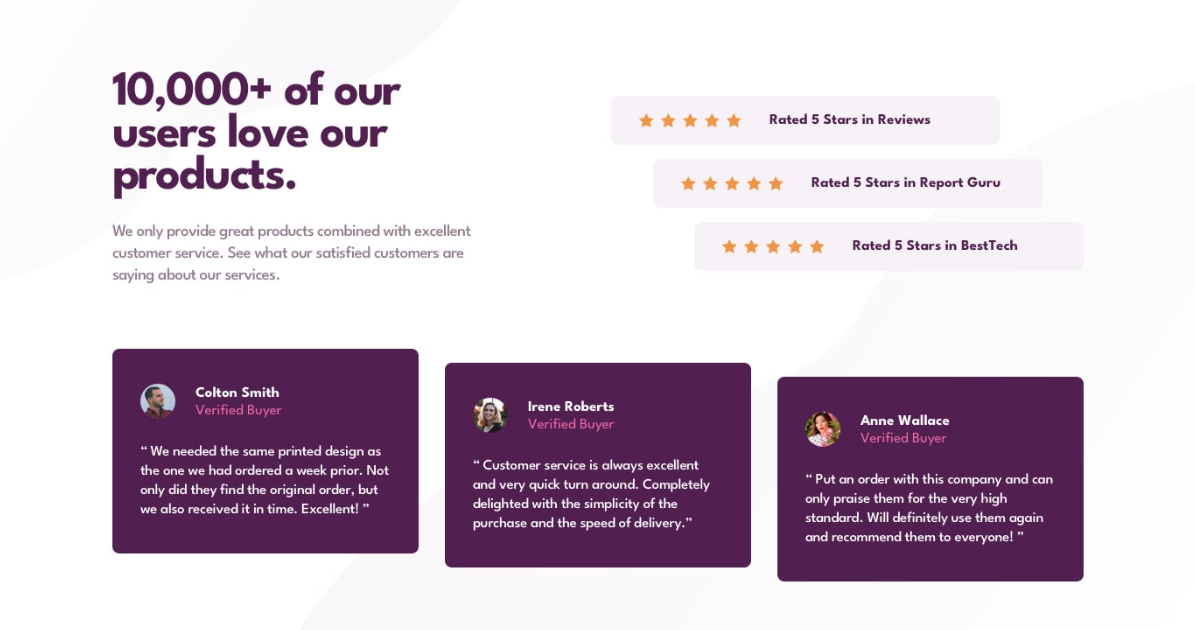 10,000+ of our
users love our
products.
We only provide great products combined with excellent
customer service. See what our satisfied customers are
saying about our services.
Rated 5 Stars in Reviews
Rated 5 Stars in Report Guru
Rated 5 Stars in BestTech
Colton Smith
Verified Buyer
“ We needed the same printed design as
the one we had ordered a week prior. Not
only did they find the original order, but
we also received it in time. Excellent! ”
Irene Roberts
Verified Buyer
“ Customer service is always excellent
and very quick turn around. Completely
delighted with the simplicity of the
purchase and the speed of delivery.”
Anne Wallace
Verified Buyer
“ Put an order with this company and can
only praise them for the very high
standard. Will definitely use them again
and recommend them to everyone! ”